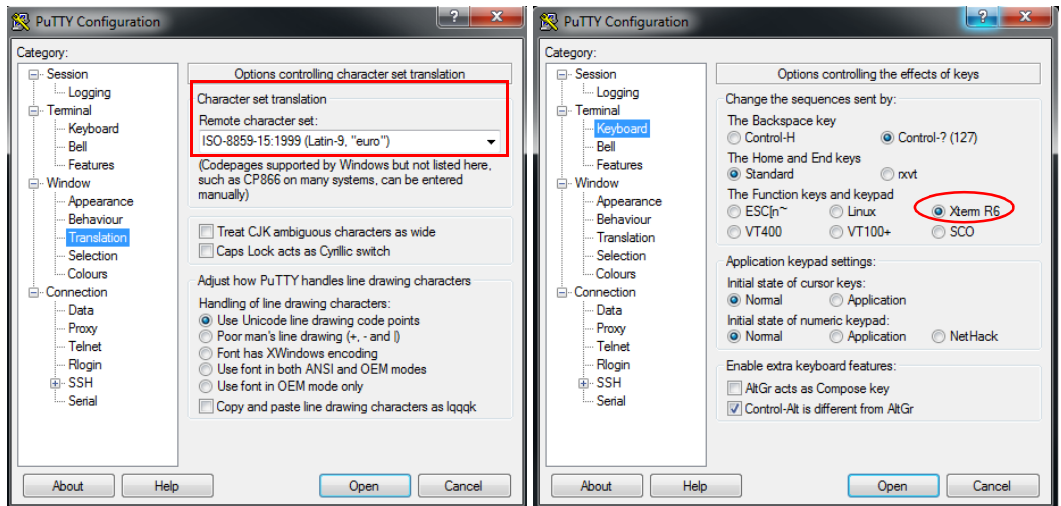 PuTTY Configuration
Category:
Session
Logging
Terminal
Keyboard
Bell
Features
Window
Appearance
Behaviour
Translation
Selection
Colours
Connection
Data
Proxy
Telnet
Rlogin
SSH
Serial
Options controlling character set translation
Character set translation
Remote character set:
ISO-8859-15:1999 (Latin-9, "euro")
(Codepages supported by Windows but not listed here,
such as CP866 on many systems, can be entered
manually)
Treat CJK ambiguous characters as wide
Caps Lock acts as Cyrillic switch
Adjust how PuTTY handles line drawing characters
Handling of line drawing characters:
Use Unicode line drawing code points
Poor man's line drawing (+, - and |)
Font has XWindows encoding
Use font in both ANSI and OEM modes
Use font in OEM mode only
Copy and paste line drawing characters as lqqqk
About Help Open Cancel
PuTTY Configuration
Category:
Session
Logging
Terminal
Keyboard
Bell
Features
Window
Appearance
Behaviour
Translation
Selection
Colours
Connection
Data
Proxy
Telnet
Rlogin
SSH
Serial
Options controlling the effects of keys
Change the sequences sent by:
The Backspace key
Control-H Control-? (127)
The Home and End keys
Standard rxvt
The Function keys and keypad
ESC[n~ Linux Xterm R6
VT400 VT100+ SCO
Application keypad settings:
Initial state of cursor keys:
Normal Application
Initial state of numeric keypad:
Normal Application NetHack
Enable extra keyboard features:
AltGr acts as Compose key
Control-Alt is different from AltGr
About Help Open Cancel